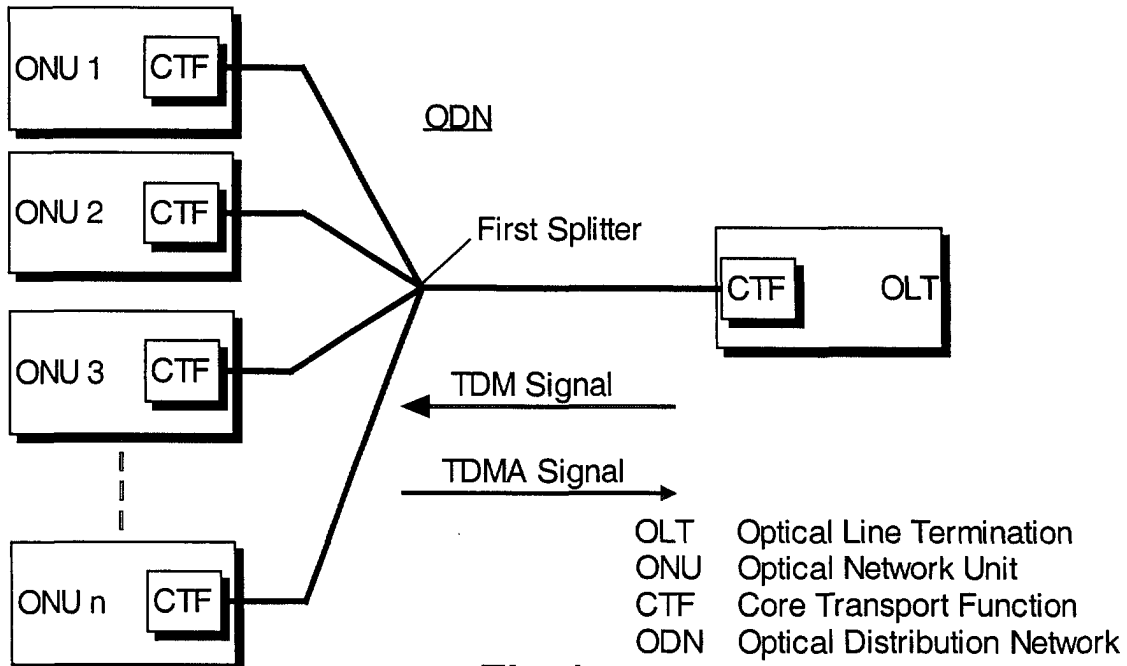 ONU 1
CTF
ODN
ONU 2
CTF
First Splitter
CTF
OLT
ONU 3
CTF
TDM Signal
TDMA Signal
ONU n
CTF
OLT Optical Line Termination
ONU Optical Network Unit
CTF Core Transport Function
ODN Optical Distribution Network